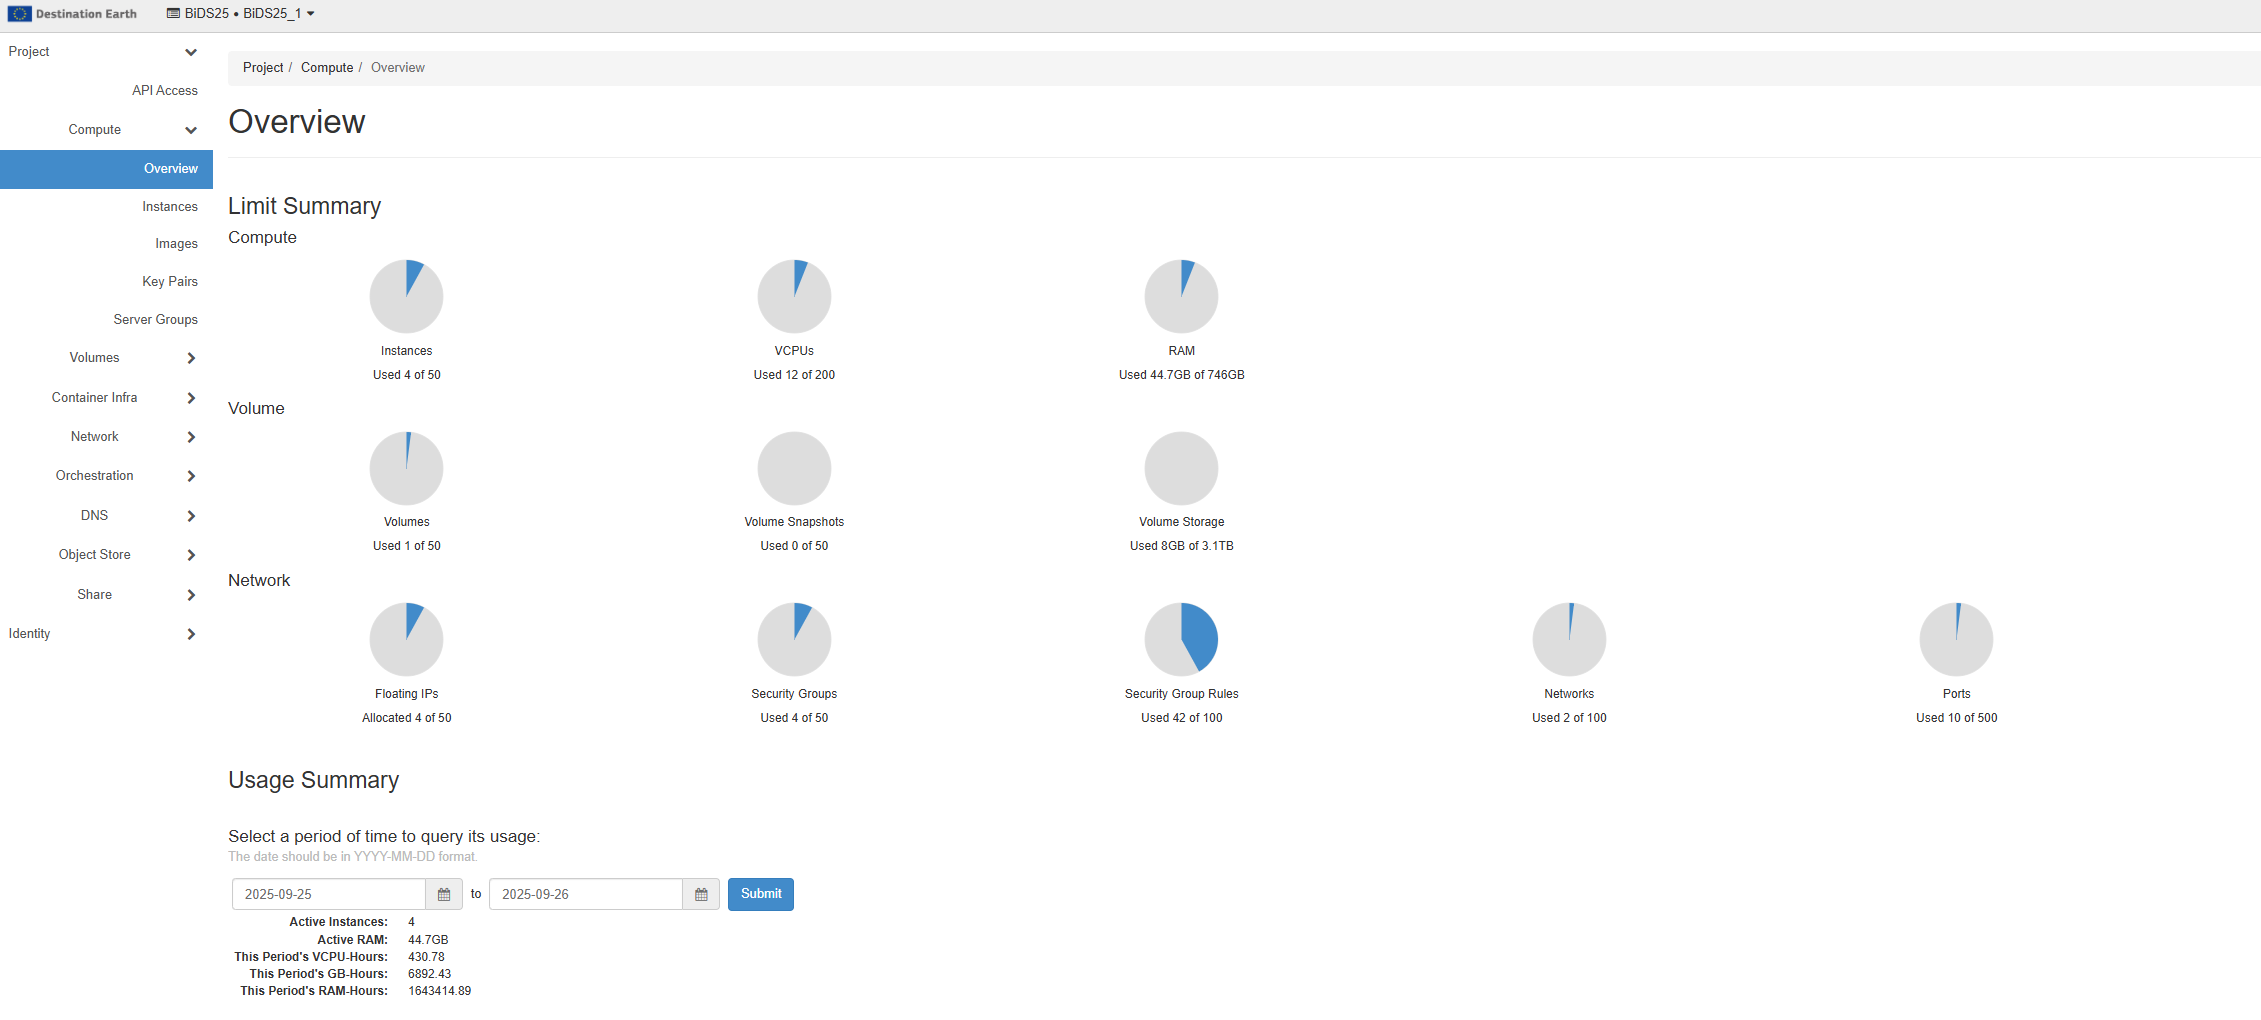 Destination Earth
BiDS25 • BiDS25_1
Project
API Access
Compute
Overview
Instances
Images
Key Pairs
Server Groups
Volumes
Container Infra
Network
Orchestration
DNS
Object Store
Share
Identity
Project / Compute / Overview
Overview
Limit Summary
Compute
Instances
Used 4 of 50
VCPUs
Used 12 of 200
RAM
Used 44.7GB of 746GB
Volume
Volumes
Used 1 of 50
Volume Snapshots
Used 0 of 50
Volume Storage
Used 8GB of 3.1TB
Network
Floating IPs
Allocated 4 of 50
Security Groups
Used 4 of 50
Security Group Rules
Used 42 of 100
Networks
Used 2 of 100
Ports
Used 10 of 500
Usage Summary
Select a period of time to query its usage:
The date should be in YYYY-MM-DD format.
2025-09-25 to 2025-09-26 Submit
Active Instances: 4
Active RAM: 44.7GB
This Period's VCPU-Hours: 430.78
This Period's GB-Hours: 6892.43
This Period's RAM-Hours: 1643414.89